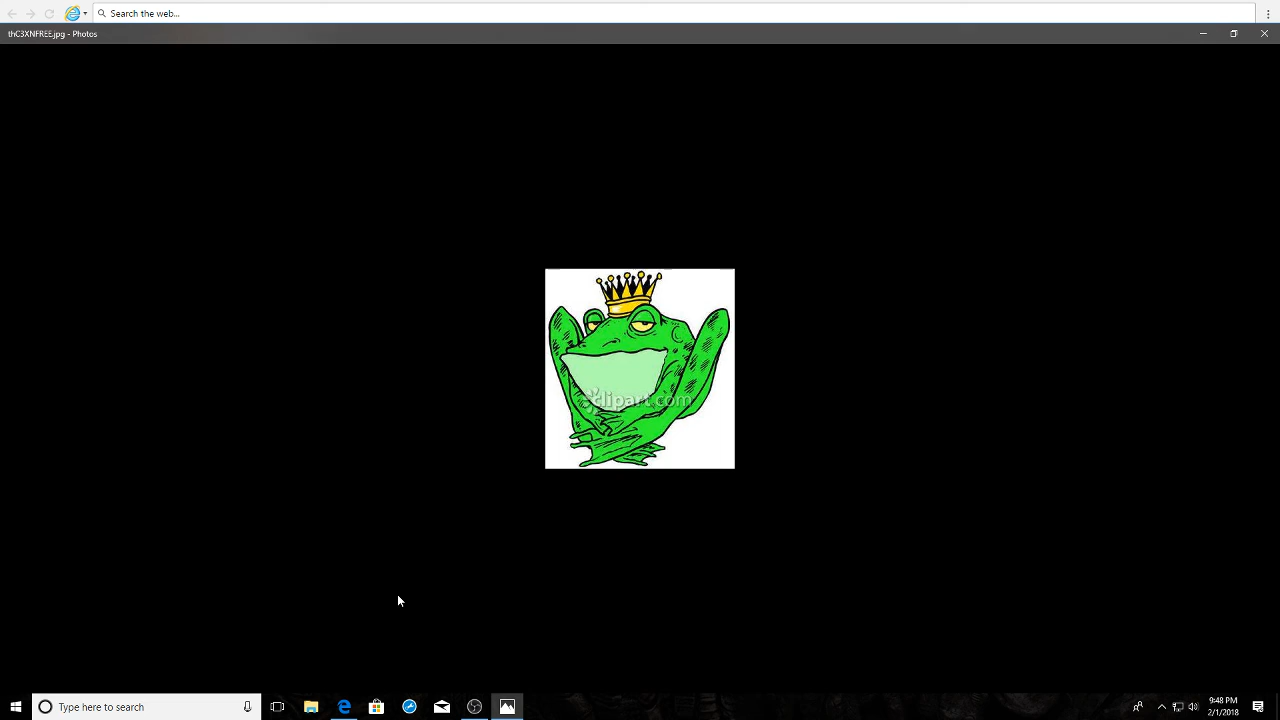 Search the web...
thC3XNFREE.jpg - Photos
clipart.com
Type here to search
9:48 PM
2/1/2018